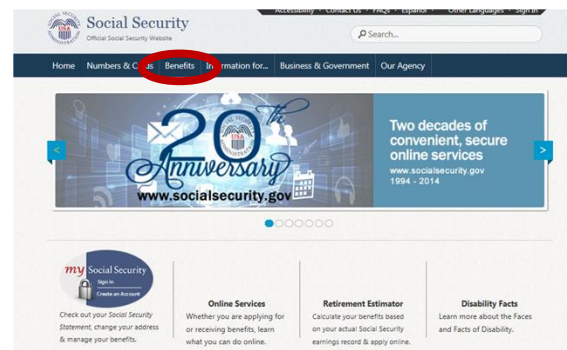 Accessibility · Contact Us · FAQs · Español · Other Languages · Sign In
Social Security
Official Social Security Website
Search...
Home Numbers & Benefits Information for... Business & Government Our Agency
20th
Anniversary
www.socialsecurity.gov
Two decades of
convenient, secure
online services
www.socialsecurity.gov
1994 - 2014
<
>
my Social Security
Sign In
Create an Account
Check out your Social Security
Statement, change your address
& manage your benefits.
Online Services
Whether you are applying for
or receiving benefits, learn
what you can do online.
Retirement Estimator
Calculate your benefits based
on your actual Social Security
earnings record & apply online.
Disability Facts
Learn more about the Faces
and Facts of Disability.